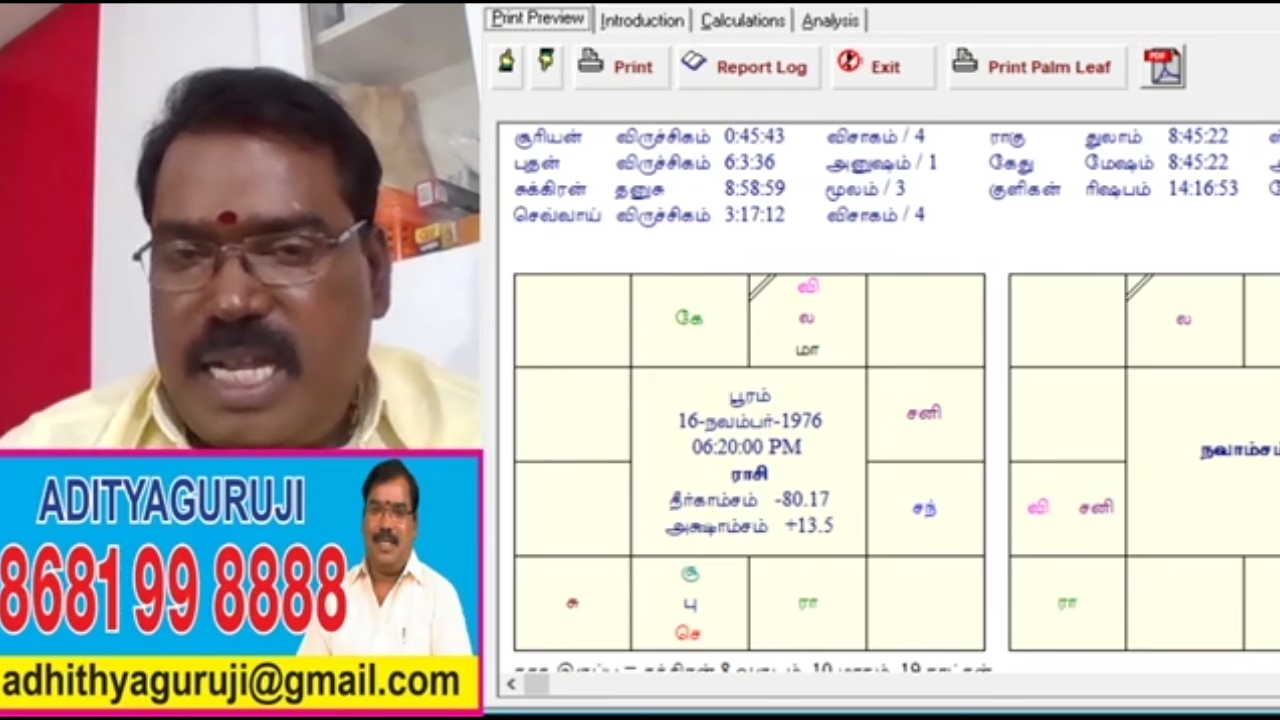 Print Preview Introduction Calculations Analysis
Print Report Log Exit Print Palm Leaf PDF
சூரியன் விருச்சிகம் 0:45:43 விசாகம் / 4 ராகு துலாம் 8:45:22
புதன் விருச்சிகம் 6:3:36 அனுஷம் / 1 கேது மேஷம் 8:45:22
சுக்கிரன் தனுசு 8:58:59 மூலம் / 3 குளிகன் ரிஷபம் 14:16:53
செவ்வாய் விருச்சிகம் 3:17:12 விசாகம் / 4
கே
வி
ல
மா
சனி
சந்
சு
கு
பு
செ
ரா
பூரம்
16-நவம்பர்-1976
06:20:00 PM
ராசி
தீர்காம்சம் -80.17
அக்ஷாம்சம் +13.5
ல
நவாம்சம்
வி சனி
ரா
ADITYAGURUJI
8681 99 8888
adhithyaguruji@gmail.com